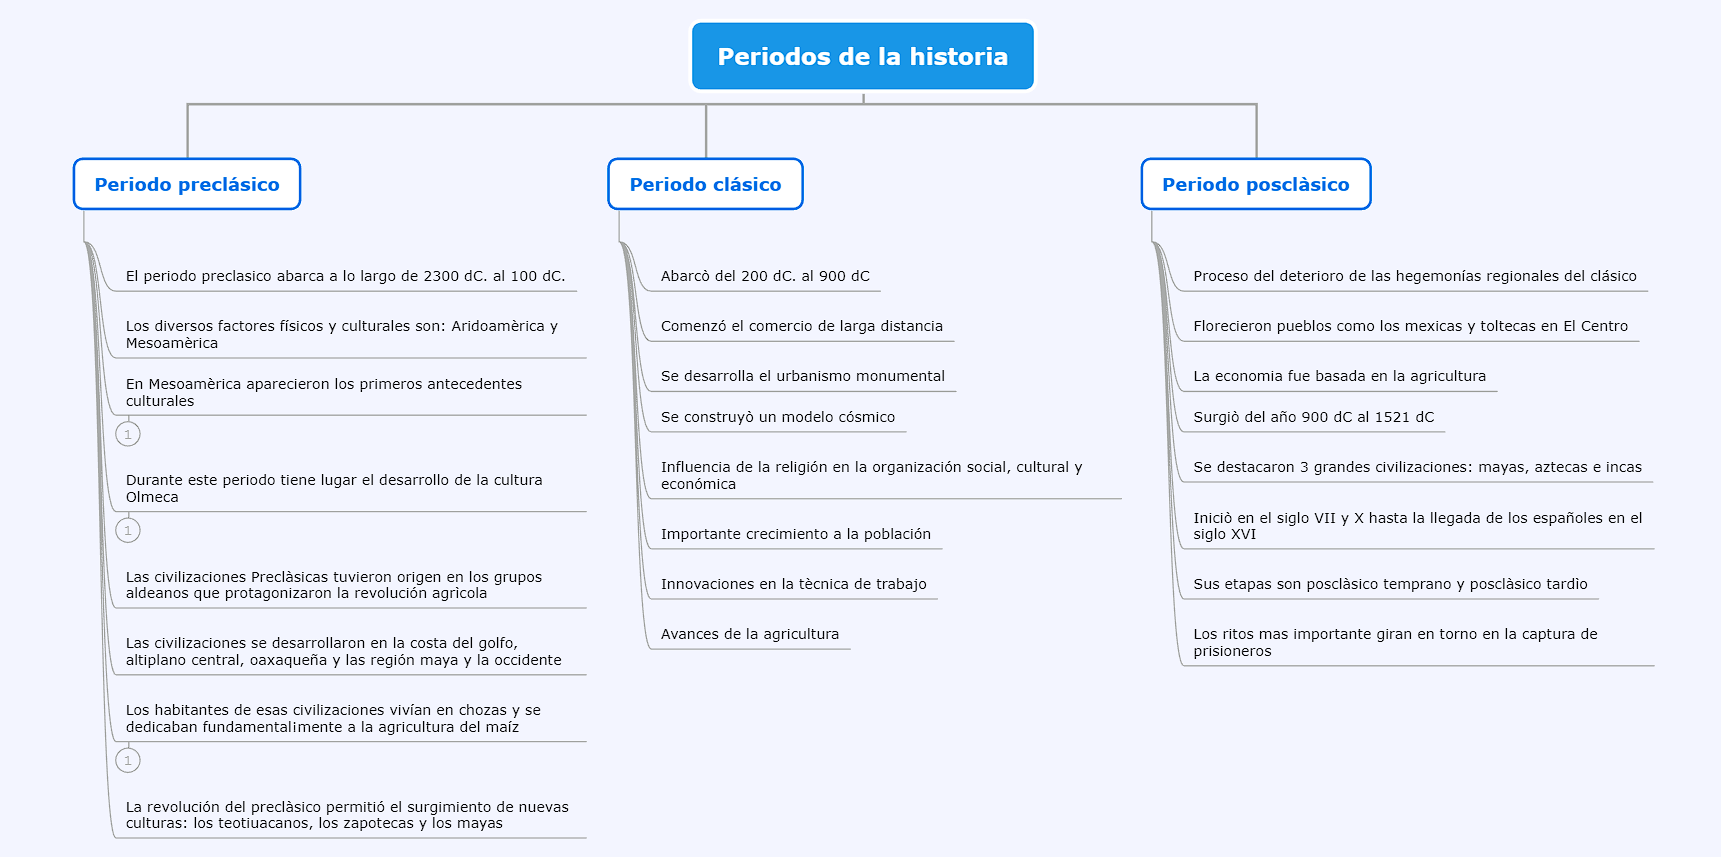 Periodos de la historia
Periodo preclásico
El periodo preclasico abarca a lo largo de 2300 dC. al 100 dC.
Los diversos factores físicos y culturales son: Aridoamèrica y
Mesoamèrica
En Mesoamèrica aparecieron los primeros antecedentes
culturales
1
Durante este periodo tiene lugar el desarrollo de la cultura
Olmeca
1
Las civilizaciones Preclàsicas tuvieron origen en los grupos
aldeanos que protagonizaron la revolución agrìcola
Las civilizaciones se desarrollaron en la costa del golfo,
altiplano central, oaxaqueña y las región maya y la occidente
Los habitantes de esas civilizaciones vivían en chozas y se
dedicaban fundamental¡mente a la agricultura del maíz
1
La revolución del preclàsico permitió el surgimiento de nuevas
culturas: los teotiuacanos, los zapotecas y los mayas
Periodo clásico
Abarcò del 200 dC. al 900 dC
Comenzó el comercio de larga distancia
Se desarrolla el urbanismo monumental
Se construyò un modelo cósmico
Influencia de la religión en la organización social, cultural y
económica
Importante crecimiento a la población
Innovaciones en la tècnica de trabajo
Avances de la agricultura
Periodo posclàsico
Proceso del deterioro de las hegemonías regionales del clásico
Florecieron pueblos como los mexicas y toltecas en El Centro
La economia fue basada en la agricultura
Surgiò del año 900 dC al 1521 dC
Se destacaron 3 grandes civilizaciones: mayas, aztecas e incas
Iniciò en el siglo VII y X hasta la llegada de los españoles en el
siglo XVI
Sus etapas son posclàsico temprano y posclàsico tardìo
Los ritos mas importante giran en torno en la captura de
prisioneros